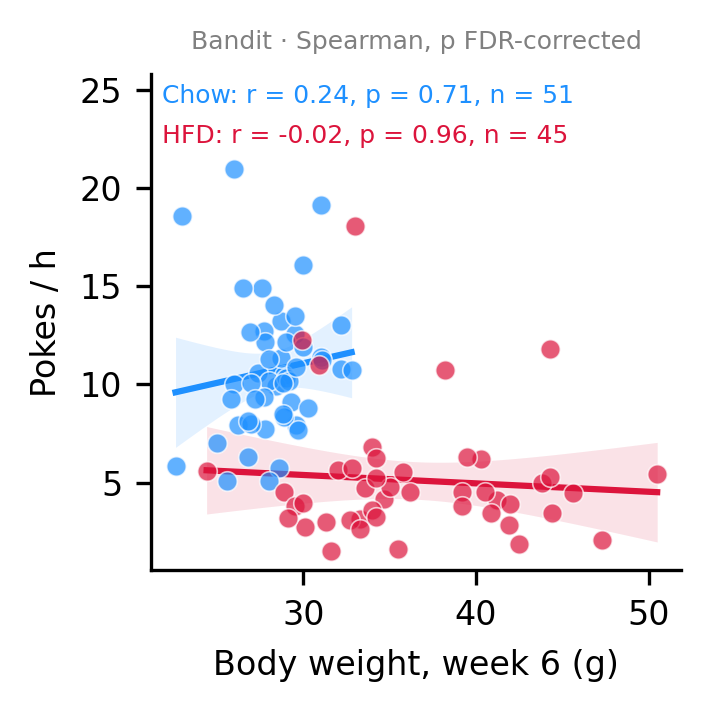 Bandit · Spearman, p FDR-corrected
25
Chow: r = 0.24, p = 0.71, n = 51
HFD: r = -0.02, p = 0.96, n = 45
20
15
10
5
Pokes / h
30 40 50
Body weight, week 6 (g)